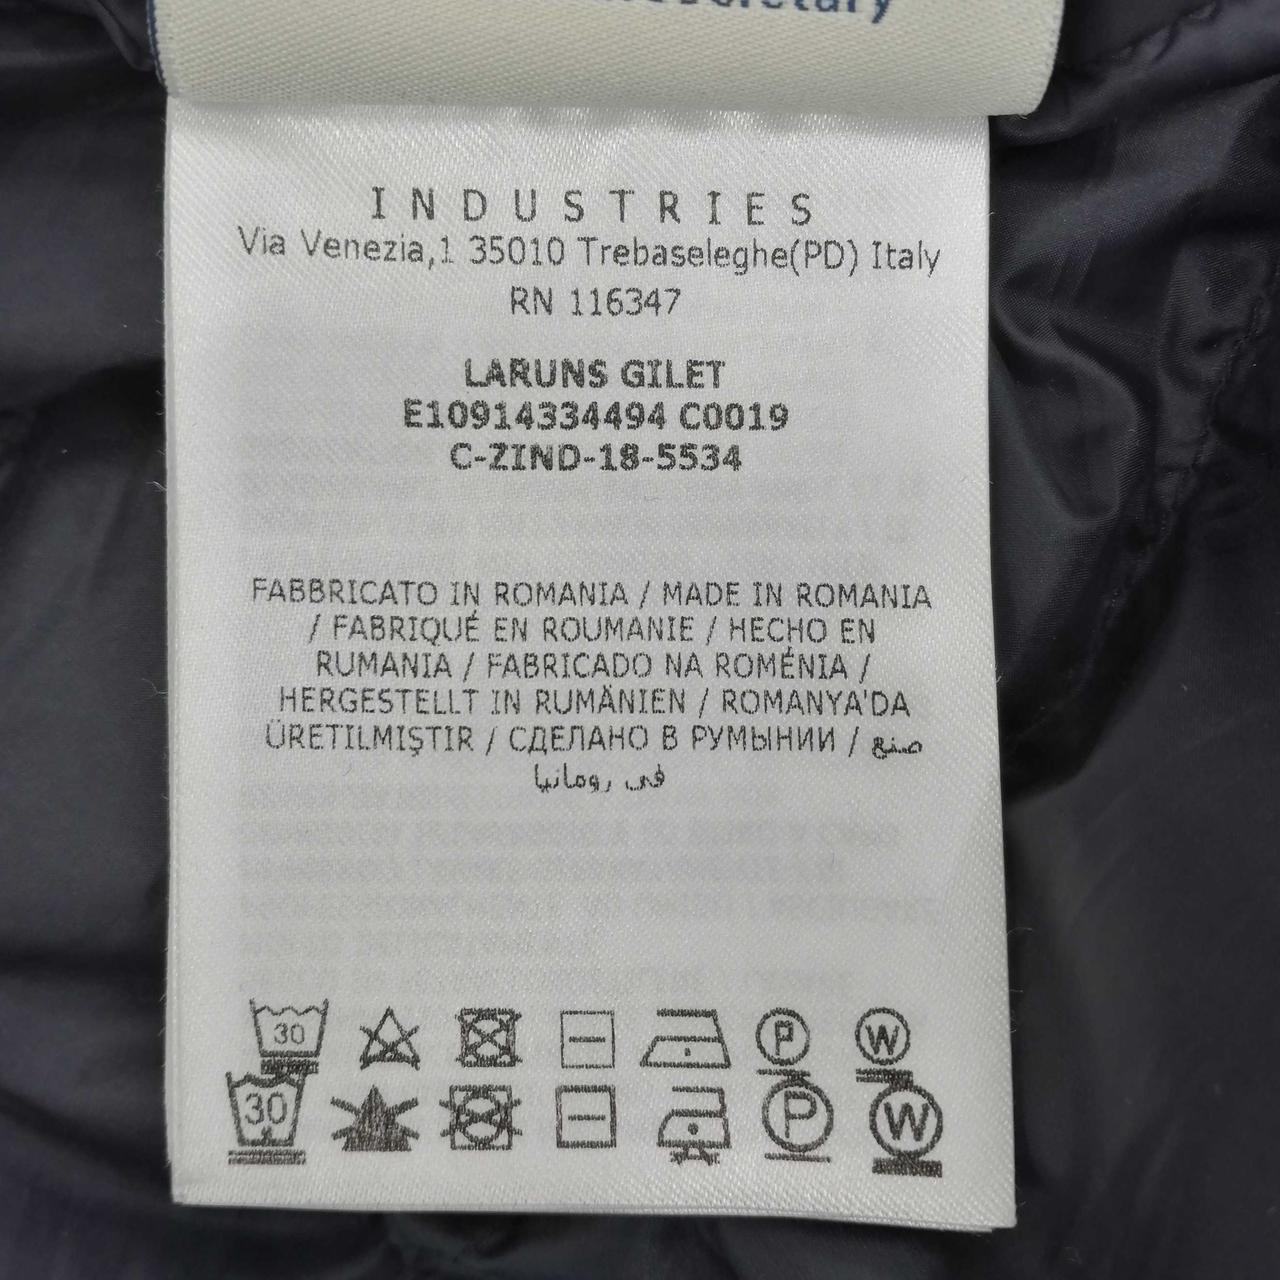 Secretary
INDUSTRIES
Via Venezia,1 35010 Trebaseleghe(PD) Italy
RN 116347
LARUNS GILET
E10914334494 C0019
C-ZIND-18-5534
FABBRICATO IN ROMANIA / MADE IN ROMANIA
/ FABRIQUÉ EN ROUMANIE / HECHO EN
RUMANIA / FABRICADO NA ROMÉNIA /
HERGESTELLT IN RUMÄNIEN / ROMANYA'DA
ÜRETILMIŞTIR / СДЕЛАНО В РУМЫНИИ / صنع
في رومانيا
30 P W
30 P W